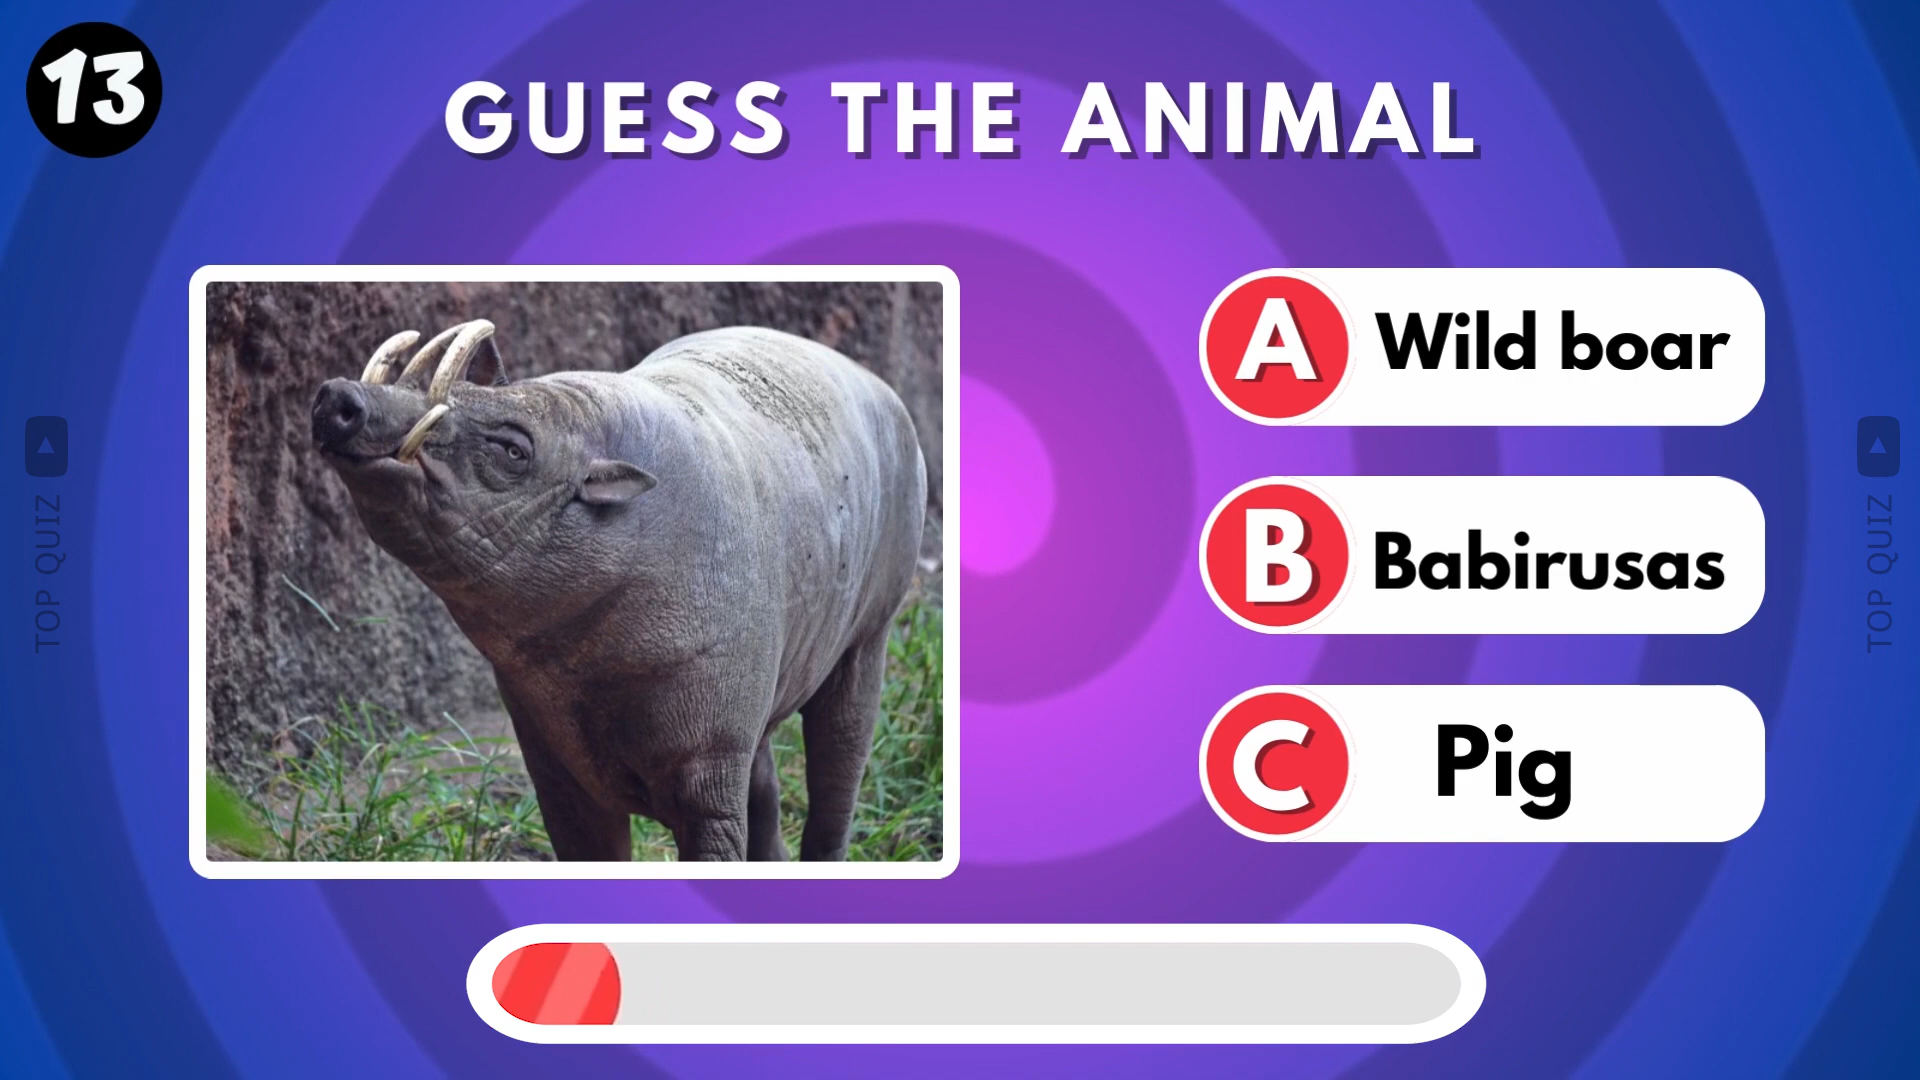 13
GUESS THE ANIMAL
A Wild boar
B Babirusas
C Pig
TOP QUIZ
TOP QUIZ